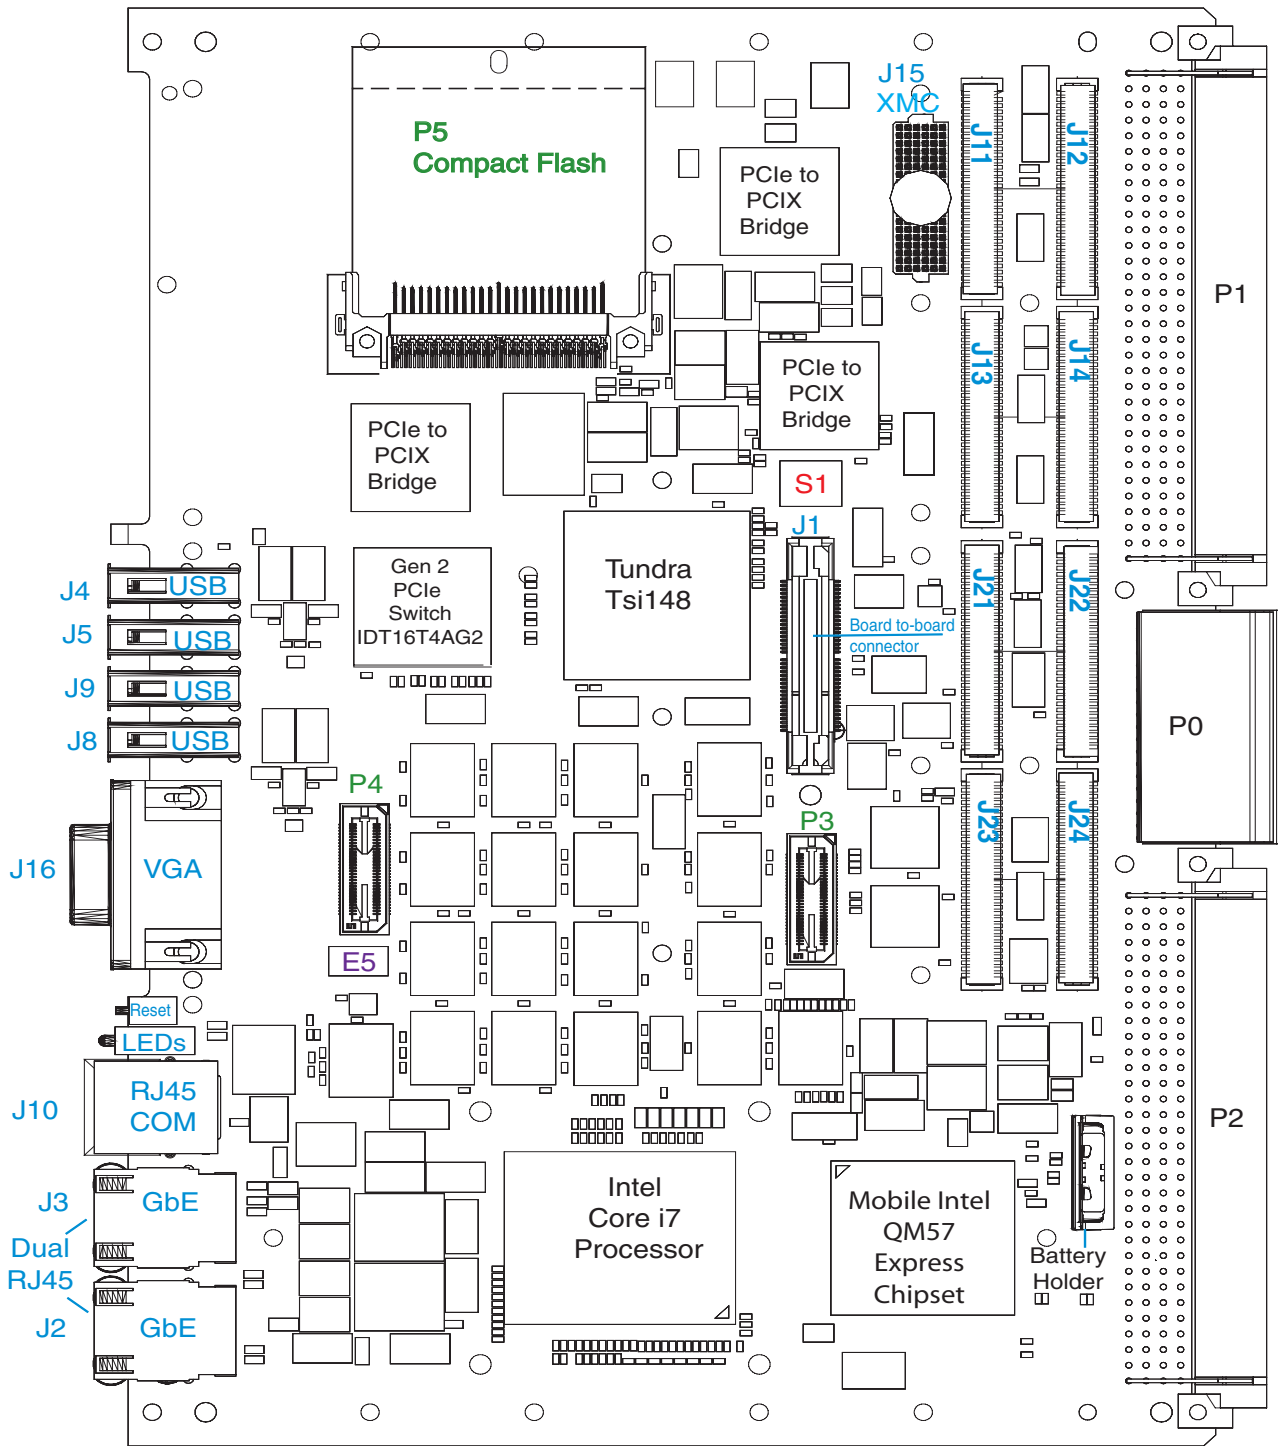 J15
XMC
P5
Compact Flash
J11
J12
PCIe to
PCIX
Bridge
P1
J13
J14
PCIe to
PCIX
Bridge
PCIe to
PCIX
Bridge
S1
J1
Gen 2
PCIe
Switch
IDT16T4AG2
Tundra
Tsi148
J4
USB
J5
USB
J9
USB
J8
USB
Board to-board
connector
J21
J22
P0
P4
P3
J23
J24
J16
VGA
E5
Reset
LEDs
J10
RJ45
COM
P2
J3
GbE
Dual
RJ45
J2
GbE
Intel
Core i7
Processor
Mobile Intel
QM57
Express
Chipset
Battery
Holder